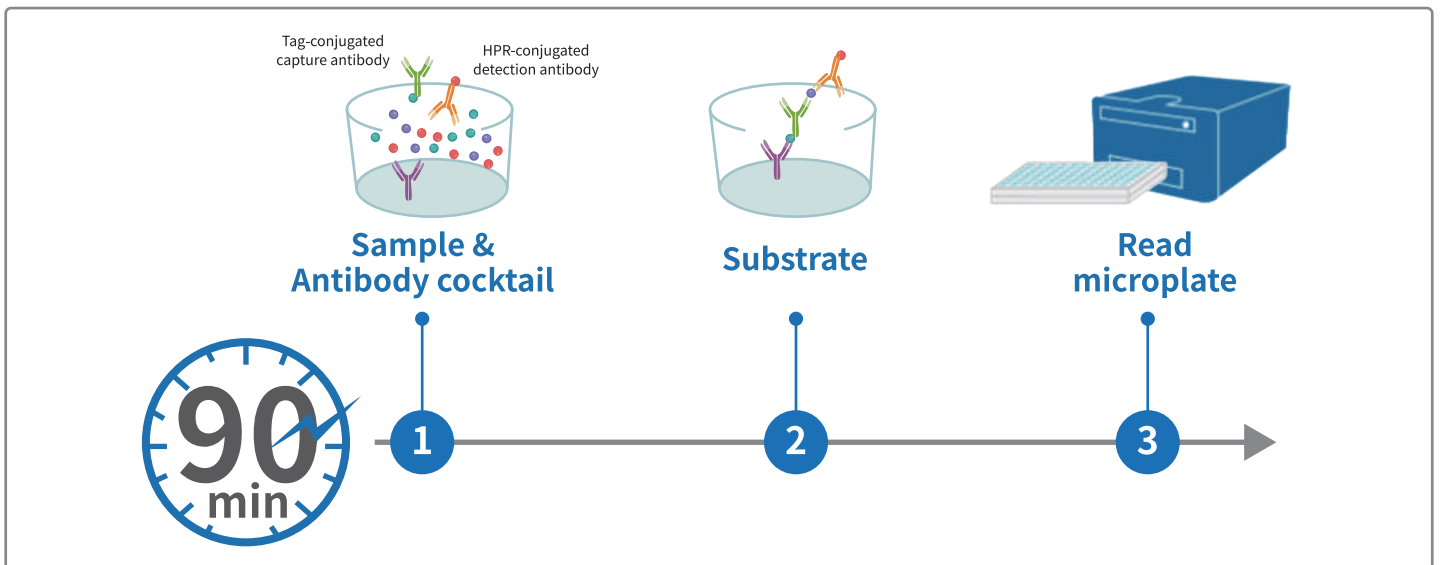 Tag-conjugated
capture antibody
HPR-conjugated
detection antibody
Sample &
Antibody cocktail
Substrate
Read
microplate
90
min
1
2
3